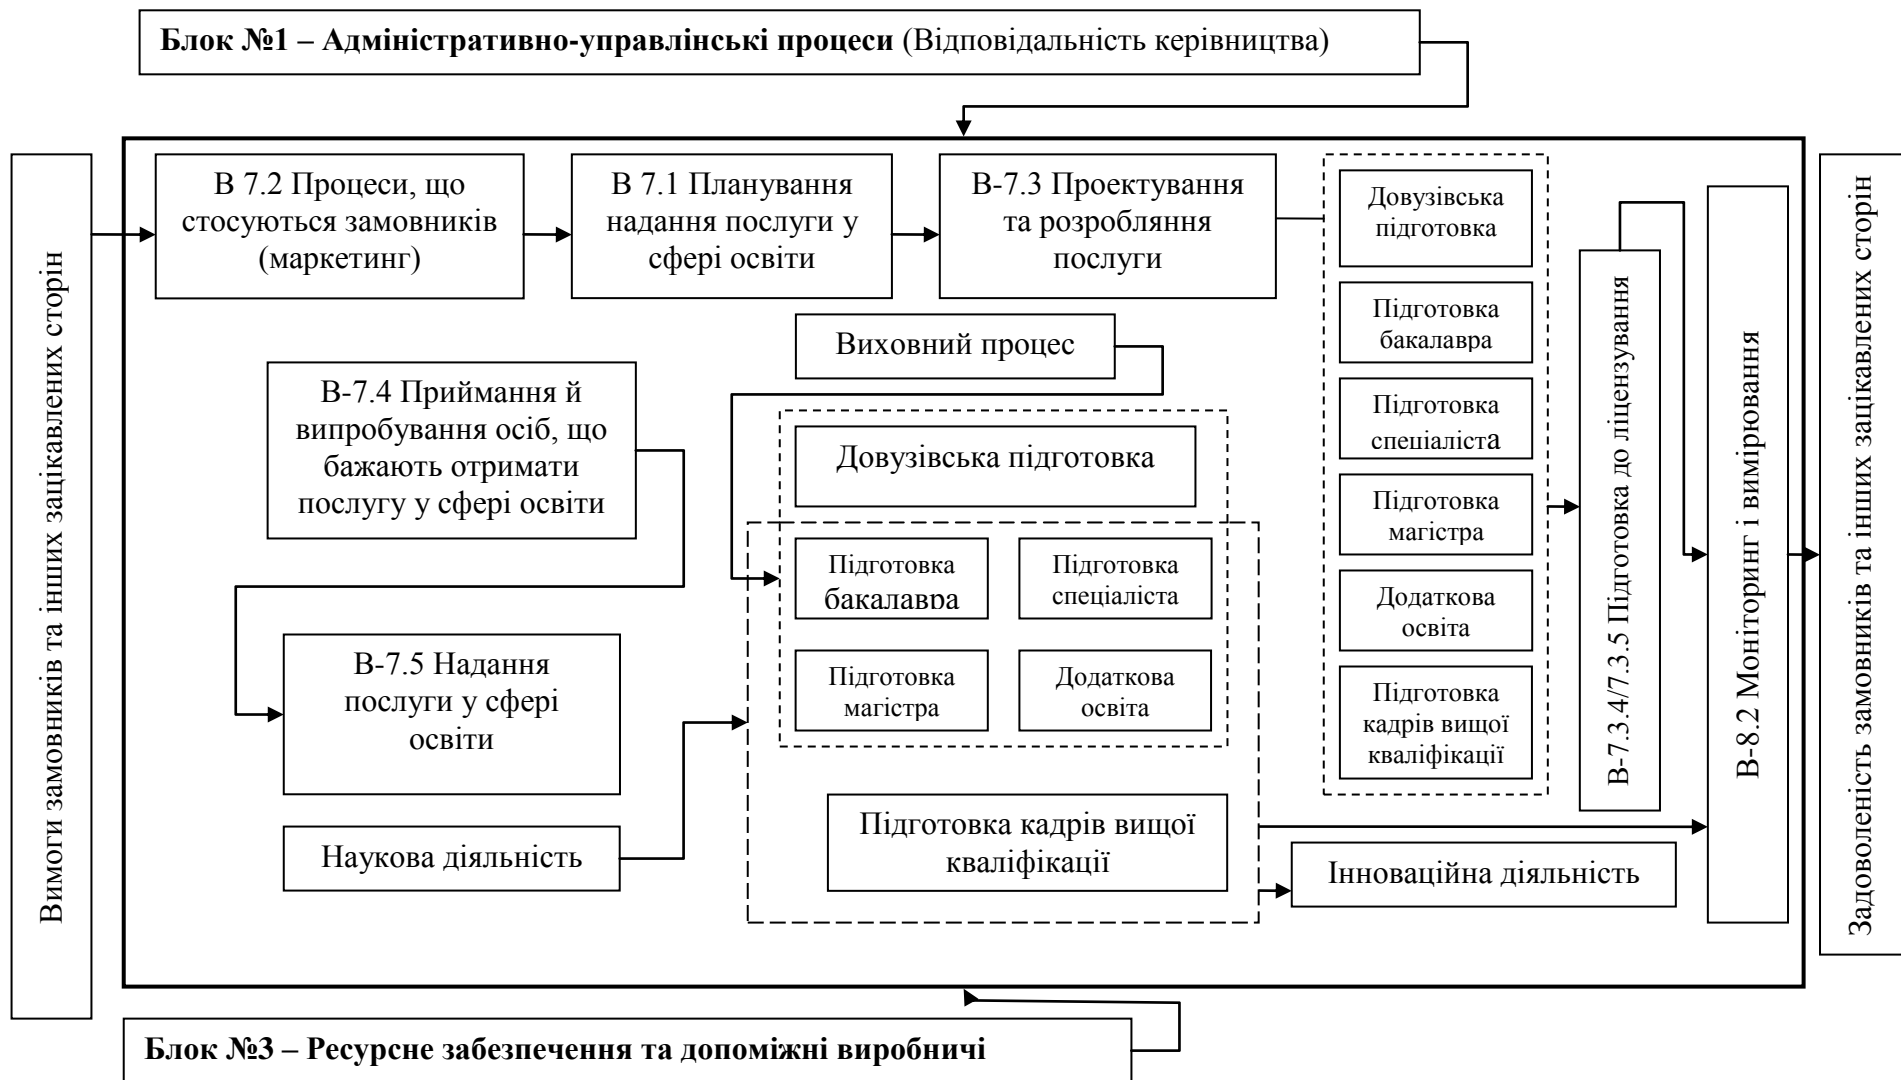 Блок №1 – Адміністративно-управлінські процеси (Відповідальність керівництва)
Вимоги замовників та інших зацікавлених сторін
В 7.2 Процеси, що
стосуються замовників
(маркетинг)
В 7.1 Планування
надання послуги у
сфері освіти
В-7.3 Проектування
та розробляння
послуги
Довузівська
підготовка
Підготовка
бакалавра
Підготовка
спеціаліста
Підготовка
магістра
Додаткова
освіта
Підготовка
кадрів вищої
кваліфікації
В-7.3.4/7.3.5 Підготовка до ліцензування
В-8.2 Моніторинг і вимірювання
Задоволеність замовників та інших зацікавлених сторін
Виховний процес
В-7.4 Приймання й
випробування осіб, що
бажають отримати
послугу у сфері освіти
Довузівська підготовка
Підготовка
бакалавра
Підготовка
спеціаліста
Підготовка
магістра
Додаткова
освіта
В-7.5 Надання
послуги у сфері
освіти
Наукова діяльність
Підготовка кадрів вищої
кваліфікації
Інноваційна діяльність
Блок №3 – Ресурсне забезпечення та допоміжні виробничі